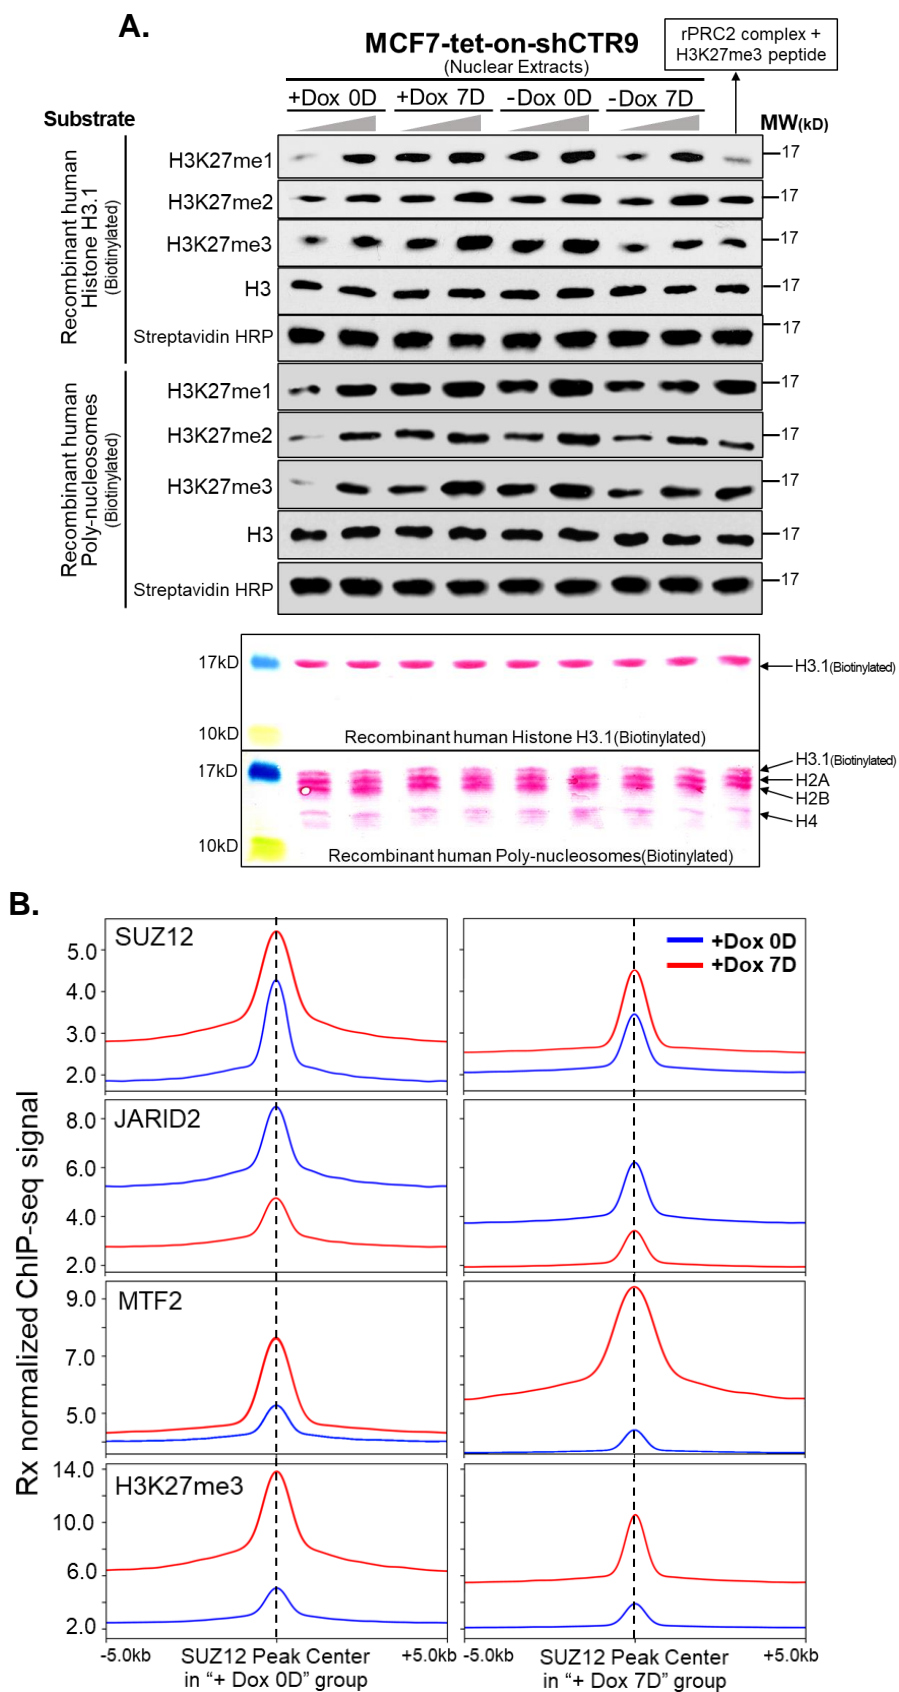 A.
MCF7-tet-on-shCTR9
(Nuclear Extracts)
rPRC2 complex +
H3K27me3 peptide
+Dox 0D
+Dox 7D
-Dox 0D
-Dox 7D
Substrate
MW(kD)
Recombinant human
Histone H3.1
(Biotinylated)
H3K27me1
17
H3K27me2
17
H3K27me3
17
H3
17
Streptavidin HRP
17
Recombinant human
Poly-nucleosomes
(Biotinylated)
H3K27me1
17
H3K27me2
17
H3K27me3
17
H3
17
Streptavidin HRP
17
17kD
H3.1(Biotinylated)
10kD
Recombinant human Histone H3.1(Biotinylated)
17kD
H3.1(Biotinylated)
H2A
H2B
H4
10kD
Recombinant human Poly-nucleosomes(Biotinylated)
B.
Rx normalized ChIP-seq signal
SUZ12
5.0
4.0
3.0
2.0
+Dox 0D
+Dox 7D
JARID2
8.0
6.0
4.0
2.0
MTF2
9.0
7.0
5.0
H3K27me3
14.0
10.0
6.0
2.0
-5.0kb
SUZ12 Peak Center
in "+ Dox 0D" group
+5.0kb
-5.0kb
SUZ12 Peak Center
in "+ Dox 7D" group
+5.0kb